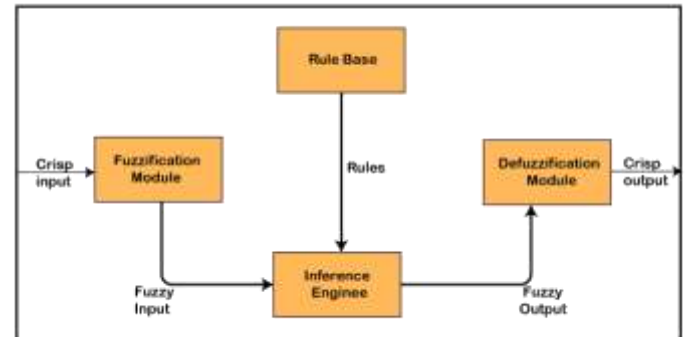 Rule Base
Crisp
input
Fuzzification
Module
Rules
Defuzzification
Module
Crisp
output
Inference
Enginee
Fuzzy
Input
Fuzzy
Output